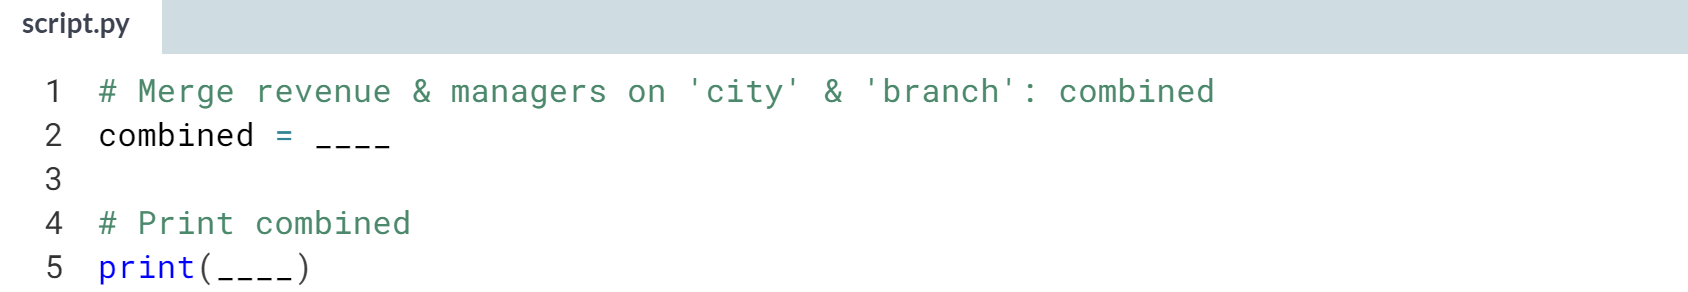 script.py
1 # Merge revenue & managers on 'city' & 'branch': combined
2 combined = ____
3
4 # Print combined
5 print(____)